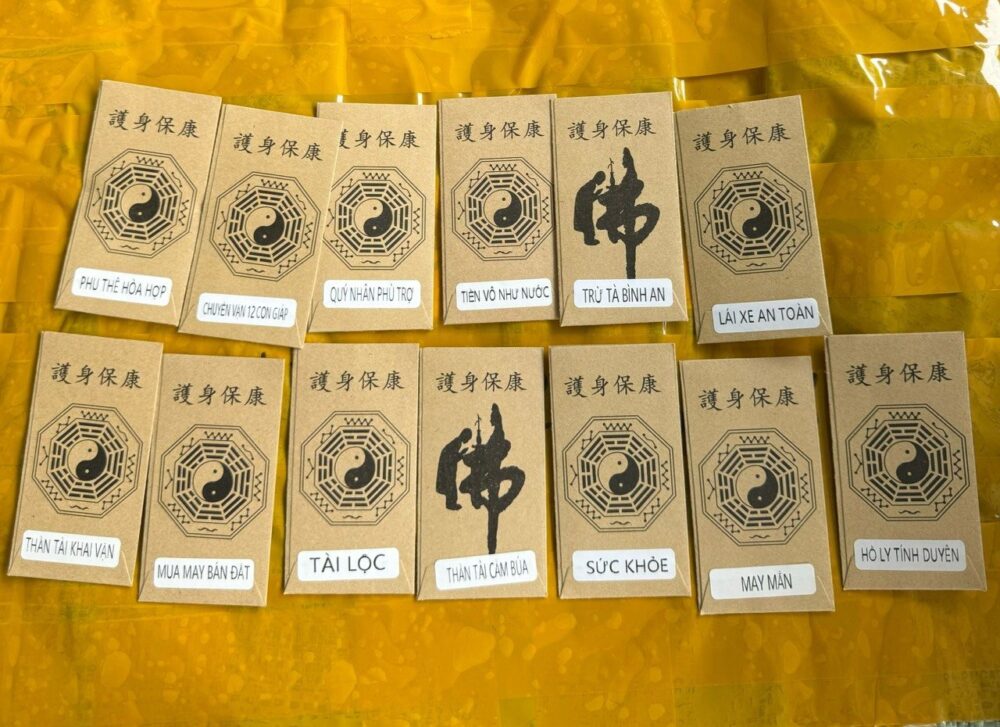 護身保康
PHU THÊ HÒA HỢP
護身保康
CHUYỂN VẬN 12 CON GIÁP
身保康
QUÝ NHÂN PHÙ TRỢ
護身保康
TIỀN VÔ NHƯ NƯỚC
護身保康
佛
TRỪ TÀ BÌNH AN
護身保康
LÁI XE AN TOÀN
護身保康
THẦN TÀI KHAI VẬN
護身保康
MUA MAY BÁN ĐẮT
護身保康
TÀI LỘC
護身保康
佛
THẦN TÀI CẦM BÚA
護身保康
SỨC KHỎE
護身保康
MAY MẮN
護身保康
HỒ LY TÌNH DUYÊN